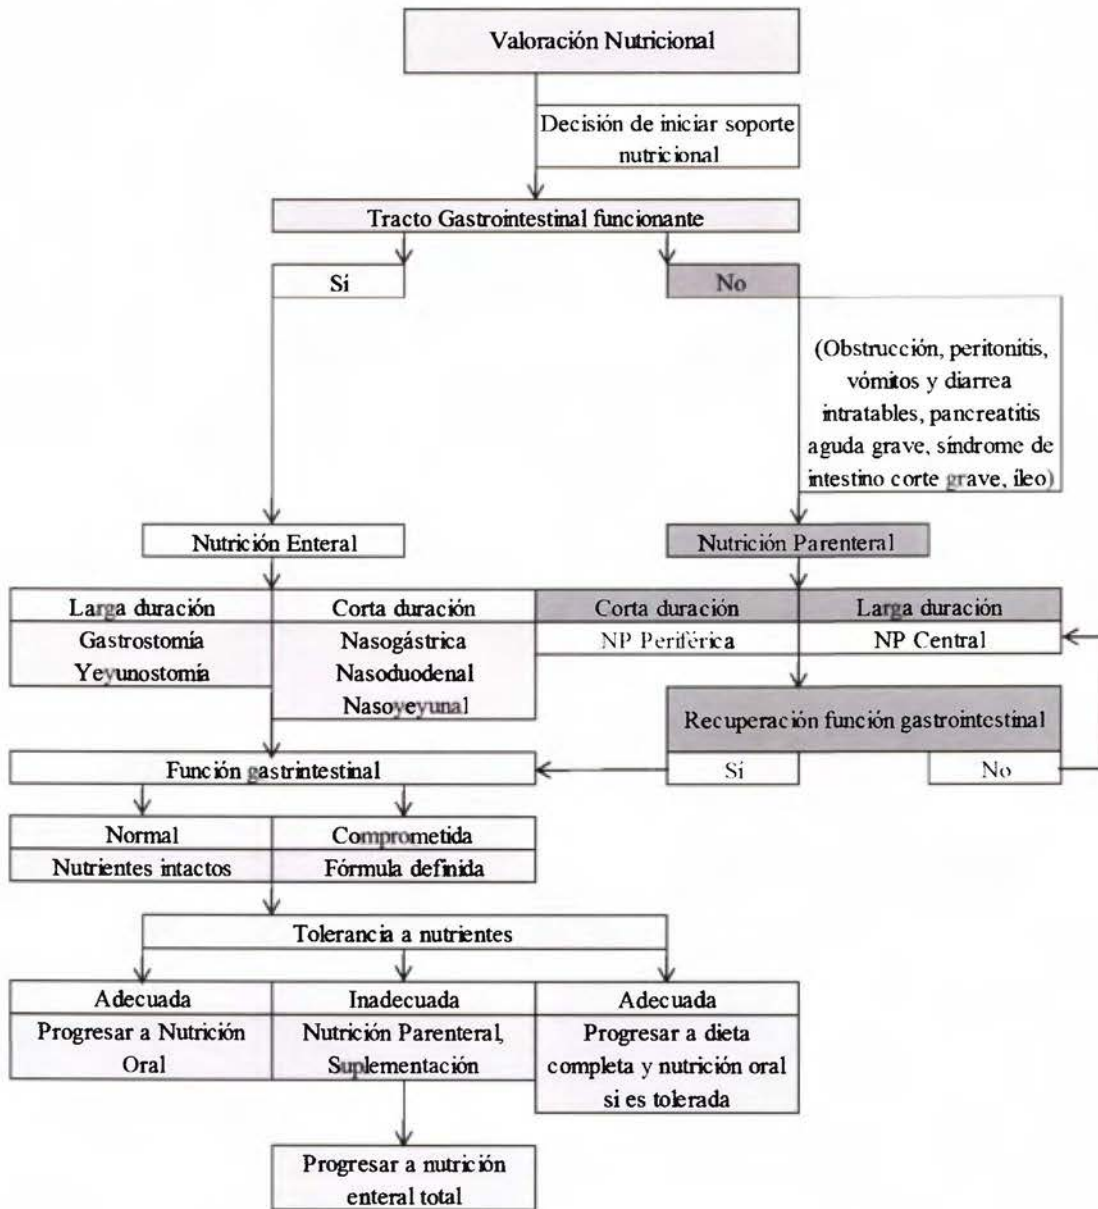 Valoración Nutricional
Decisión de iniciar soporte
nutricional
Tracto Gastrointestinal funcionante
Sí
No
(Obstrucción, peritonitis,
vómitos y diarrea
intratables, pancreatitis
aguda grave, síndrome de
intestino corte grave, íleo)
Nutrición Enteral
Nutrición Parenteral
Larga duración
Gastrostomía
Yeyunostomía
Corta duración
Nasogástrica
Nasoduodenal
Nasoyeyunal
Corta duración
NP Periférica
Larga duración
NP Central
Recuperación función gastrointestinal
Sí
No
Función gastrintestinal
Normal
Nutrientes intactos
Comprometida
Fórmula definida
Tolerancia a nutrientes
Adecuada
Progresar a Nutrición
Oral
Inadecuada
Nutrición Parenteral,
Suplementación
Adecuada
Progresar a dieta
completa y nutrición oral
si es tolerada
Progresar a nutrición
enteral total